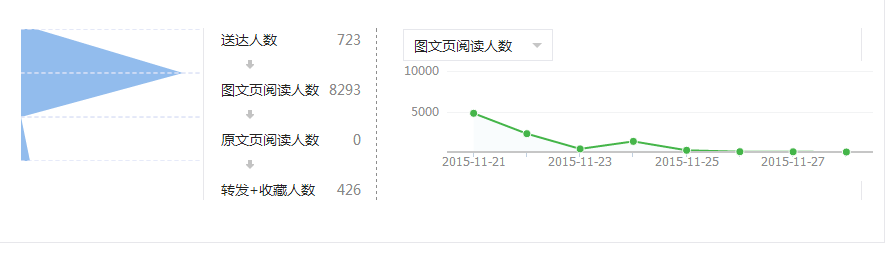 送达人数 723
图文页阅读人数 8293
原文页阅读人数 0
转发+收藏人数 426
图文页阅读人数
10000
5000
2015-11-21 2015-11-23 2015-11-25 2015-11-27